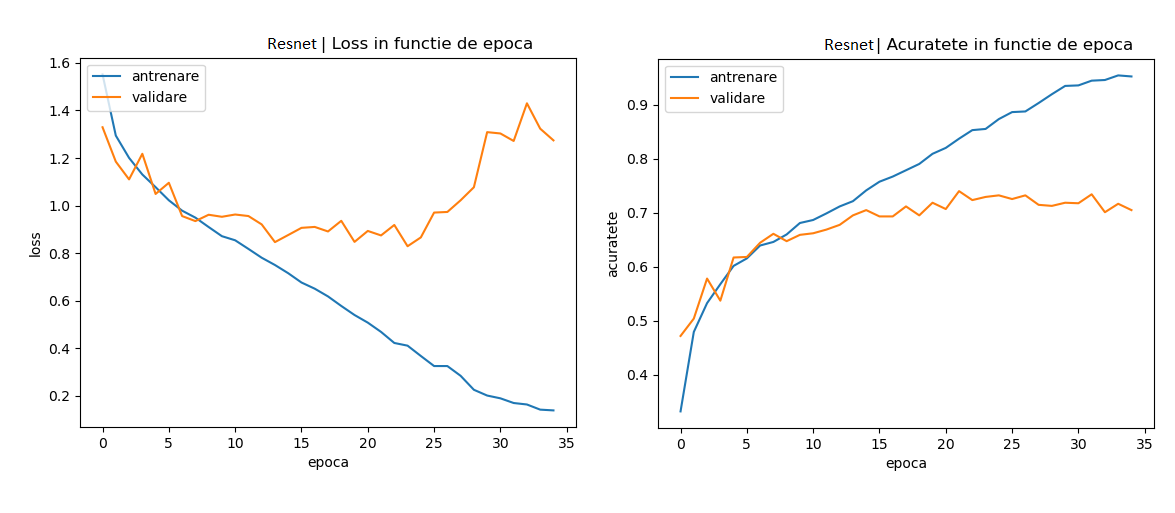 Resnet | Loss in functie de epoca
antrenare
validare
1.6
1.4
1.2
1.0
0.8
0.6
0.4
0.2
loss
0 5 10 15 20 25 30 35
epoca
Resnet | Acuratete in functie de epoca
antrenare
validare
0.9
0.8
0.7
0.6
0.5
0.4
acuratete
0 5 10 15 20 25 30 35
epoca